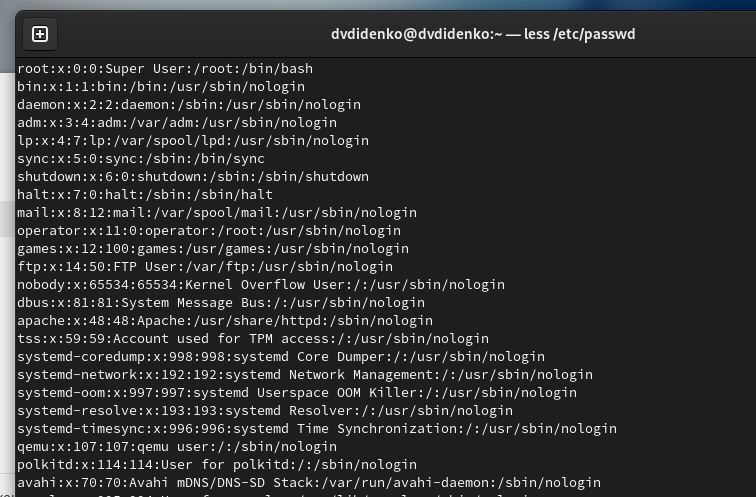 dvdidenko@dvdidenko:~ — less /etc/passwd
root:x:0:0:Super User:/root:/bin/bash
bin:x:1:1:bin:/bin:/usr/sbin/nologin
daemon:x:2:2:daemon:/sbin:/usr/sbin/nologin
adm:x:3:4:adm:/var/adm:/usr/sbin/nologin
lp:x:4:7:lp:/var/spool/lpd:/usr/sbin/nologin
sync:x:5:0:sync:/sbin:/bin/sync
shutdown:x:6:0:shutdown:/sbin:/sbin/shutdown
halt:x:7:0:halt:/sbin:/sbin/halt
mail:x:8:12:mail:/var/spool/mail:/usr/sbin/nologin
operator:x:11:0:operator:/root:/usr/sbin/nologin
games:x:12:100:games:/usr/games:/usr/sbin/nologin
ftp:x:14:50:FTP User:/var/ftp:/usr/sbin/nologin
nobody:x:65534:65534:Kernel Overflow User:/:/usr/sbin/nologin
dbus:x:81:81:System Message Bus:/:/usr/sbin/nologin
apache:x:48:48:Apache:/usr/share/httpd:/sbin/nologin
tss:x:59:59:Account used for TPM access:/:/usr/sbin/nologin
systemd-coredump:x:998:998:systemd Core Dumper:/:/usr/sbin/nologin
systemd-network:x:192:192:systemd Network Management:/:/usr/sbin/nologin
systemd-oom:x:997:997:systemd Userspace OOM Killer:/:/usr/sbin/nologin
systemd-resolve:x:193:193:systemd Resolver:/:/usr/sbin/nologin
systemd-timesync:x:996:996:systemd Time Synchronization:/:/usr/sbin/nologin
qemu:x:107:107:qemu user:/:/sbin/nologin
polkitd:x:114:114:User for polkitd:/:/sbin/nologin
avahi:x:70:70:Avahi mDNS/DNS-SD Stack:/var/run/avahi-daemon:/sbin/nologin